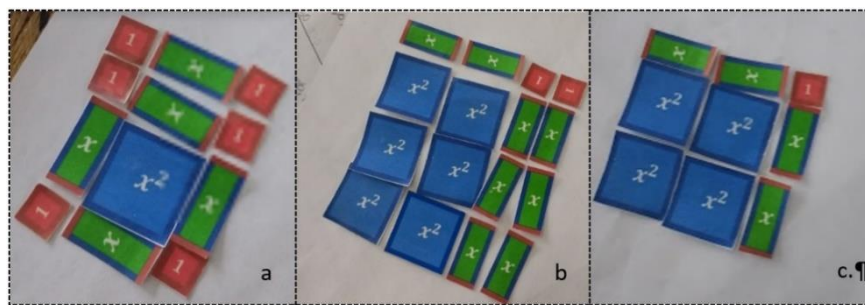 1 x
1 x 1
1
x x² x
1 x 1
a
x x 1 1
x² x² x x
x² x² x x
x² x² x x
b
x x 1
x² x² x
x² x² x
c.¶